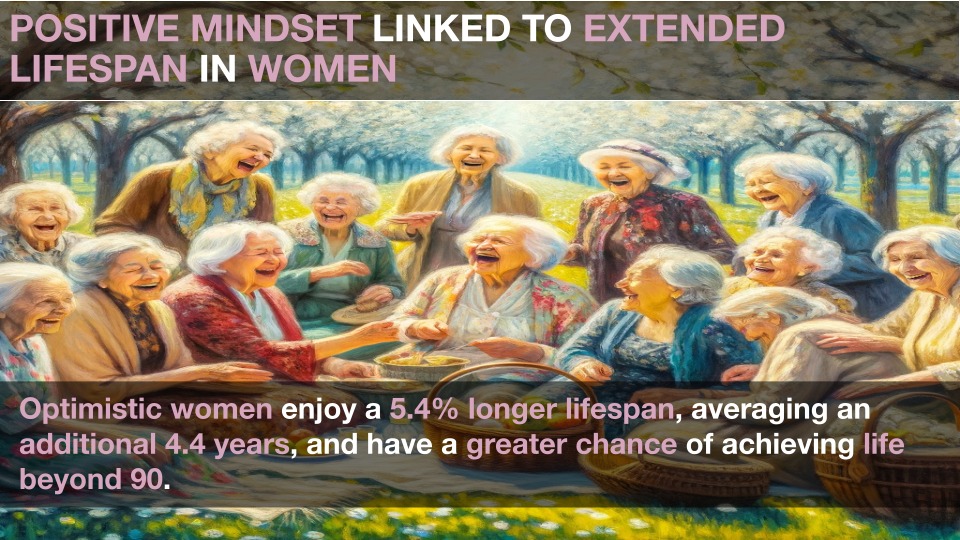 POSITIVE MINDSET LINKED TO EXTENDED
LIFESPAN IN WOMEN
Optimistic women enjoy a 5.4% longer lifespan, averaging an
additional 4.4 years, and have a greater chance of achieving life
beyond 90.